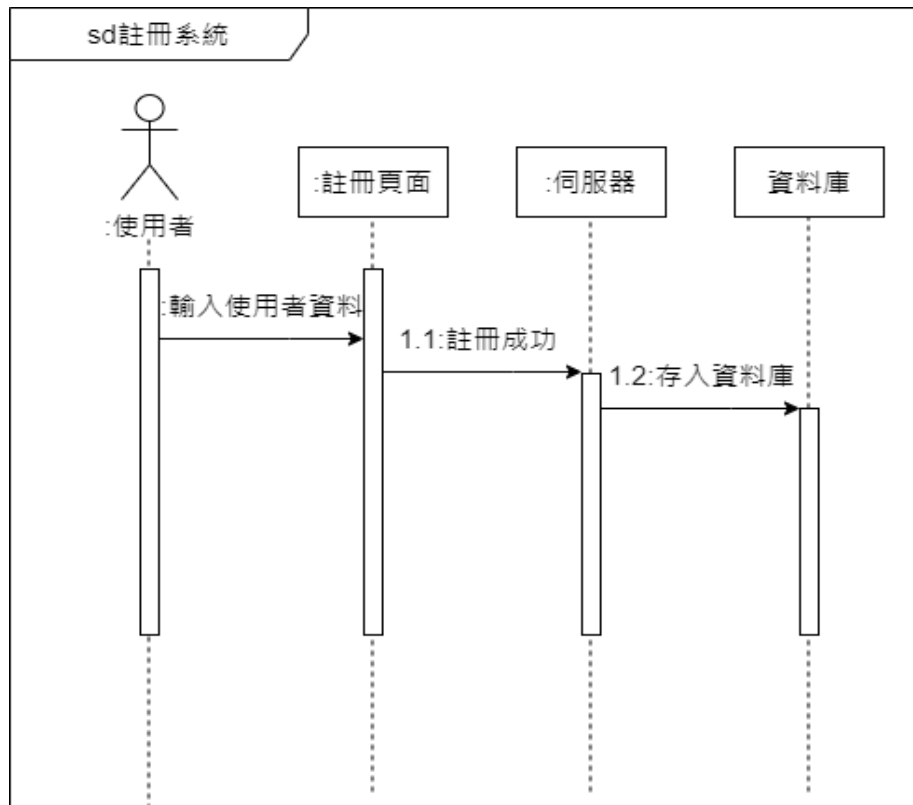 sd註冊系統
:使用者
:註冊頁面
:伺服器
資料庫
:輸入使用者資料
1.1:註冊成功
1.2:存入資料庫